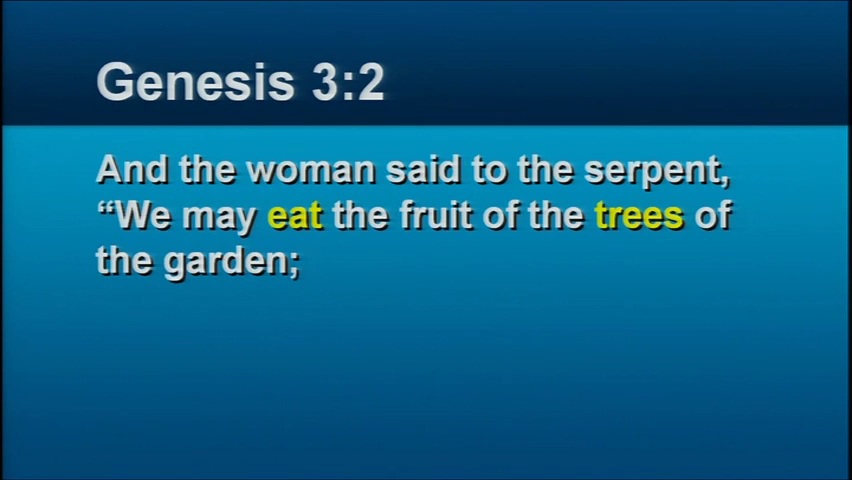 Genesis 3:2
And the woman said to the serpent,
“We may eat the fruit of the trees of
the garden;